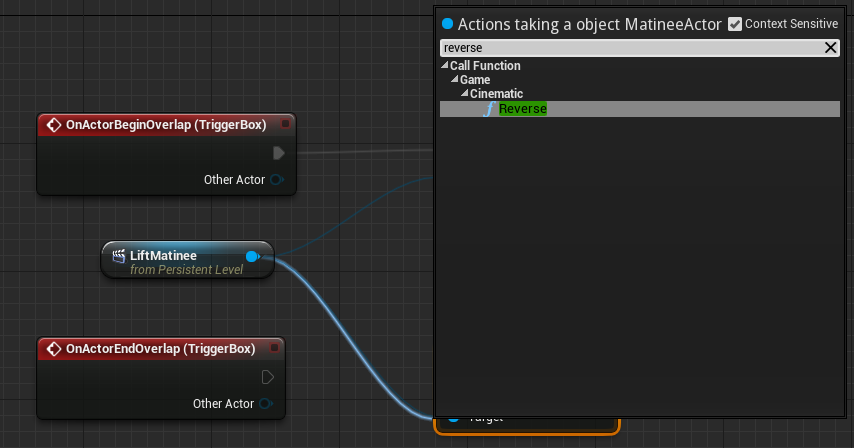 Actions taking a object MatineeActor
Context Sensitive
reverse
Call Function
Game
Cinematic
Reverse
OnActorBeginOverlap (TriggerBox)
Other Actor
LiftMatinee
from Persistent Level
OnActorEndOverlap (TriggerBox)
Other Actor
Target